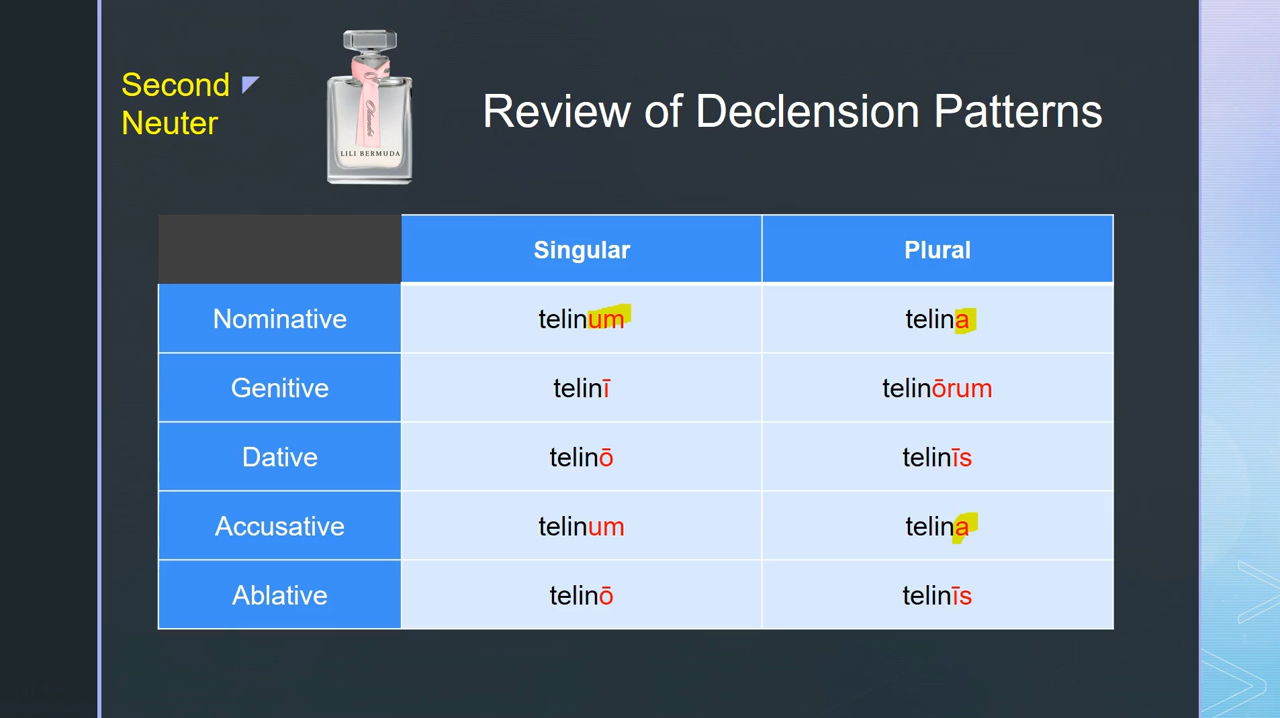 Second
Neuter
LILI BERMUDA
Review of Declension Patterns
Singular Plural
Nominative telinum telina
Genitive telinī telinōrum
Dative telinō telinīs
Accusative telinum telina
Ablative telinō telinīs